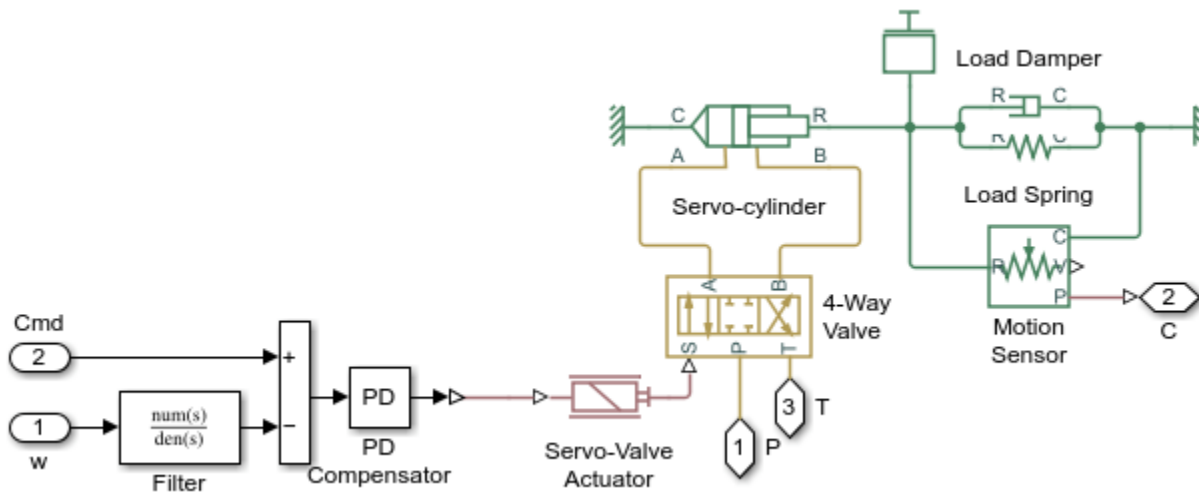 Load Damper
R
C
C
R
R
C
A
B
Servo-cylinder
Load Spring
C
R
V
P
2
C
Motion
Sensor
A
B
4-Way
Valve
S
P
T
Cmd
2
+
PD
3
T
1
w
num(s)
den(s)
−
Filter
PD
Compensator
Servo-Valve
Actuator
1
P